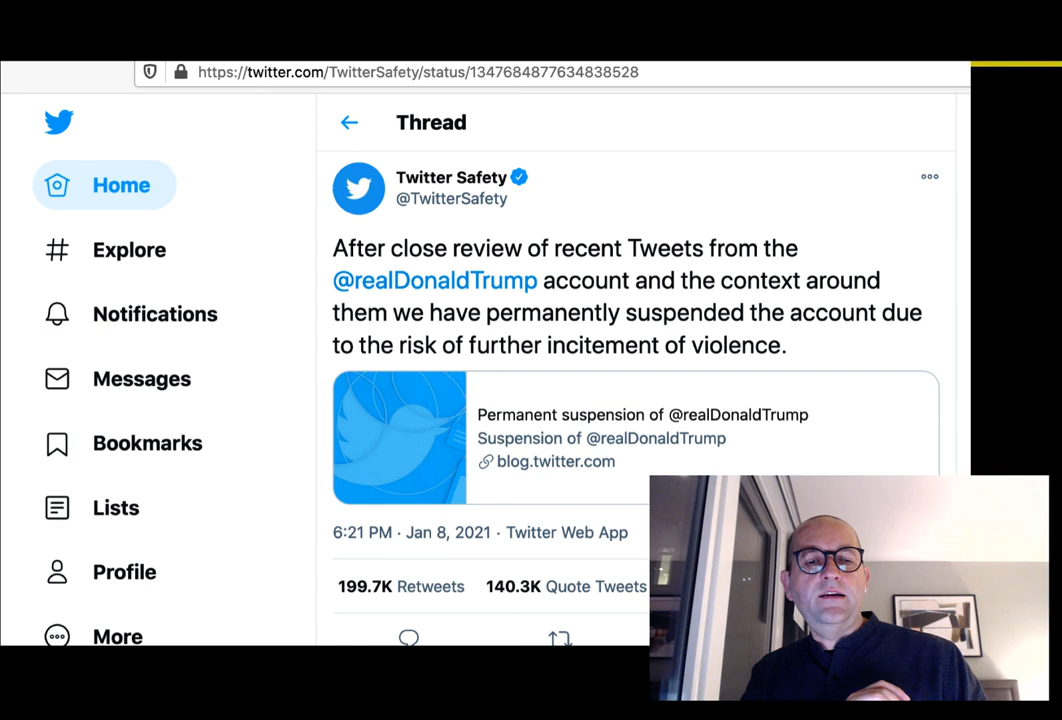 https://twitter.com/TwitterSafety/status/1347684877634838528
Thread
Home
Explore
Notifications
Messages
Bookmarks
Lists
Profile
More
Twitter Safety
@TwitterSafety
After close review of recent Tweets from the
@realDonaldTrump account and the context around
them we have permanently suspended the account due
to the risk of further incitement of violence.
Permanent suspension of @realDonaldTrump
Suspension of @realDonaldTrump
blog.twitter.com
6:21 PM · Jan 8, 2021 · Twitter Web App
199.7K Retweets 140.3K Quote Tweets